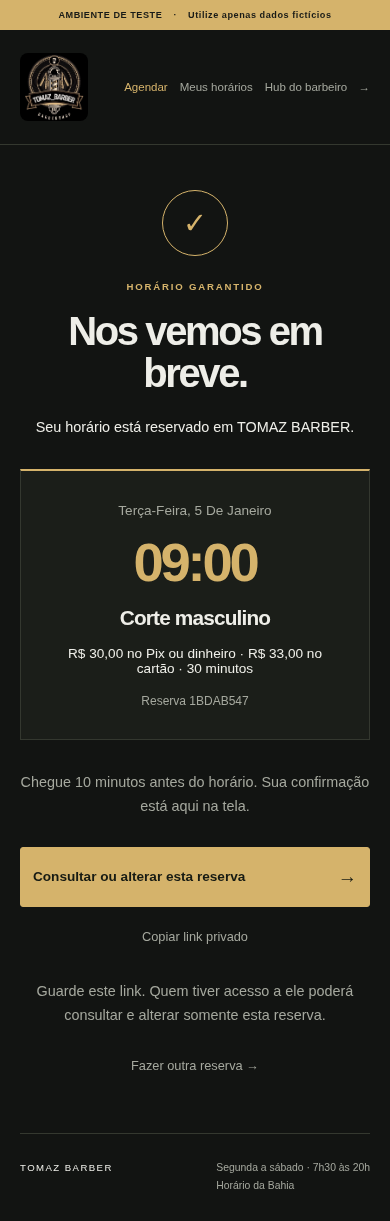 AMBIENTE DE TESTE · Utilize apenas dados fictícios
TOMAZ_BARBER
BARBERSHOP
Agendar Meus horários Hub do barbeiro →
✓
HORÁRIO GARANTIDO
Nos vemos em
breve.
Seu horário está reservado em TOMAZ BARBER.
Terça-Feira, 5 De Janeiro
09:00
Corte masculino
R$ 30,00 no Pix ou dinheiro · R$ 33,00 no
cartão · 30 minutos
Reserva 1BDAB547
Chegue 10 minutos antes do horário. Sua confirmação
está aqui na tela.
Consultar ou alterar esta reserva →
Copiar link privado
Guarde este link. Quem tiver acesso a ele poderá
consultar e alterar somente esta reserva.
Fazer outra reserva →
TOMAZ BARBER
Segunda a sábado · 7h30 às 20h
Horário da Bahia